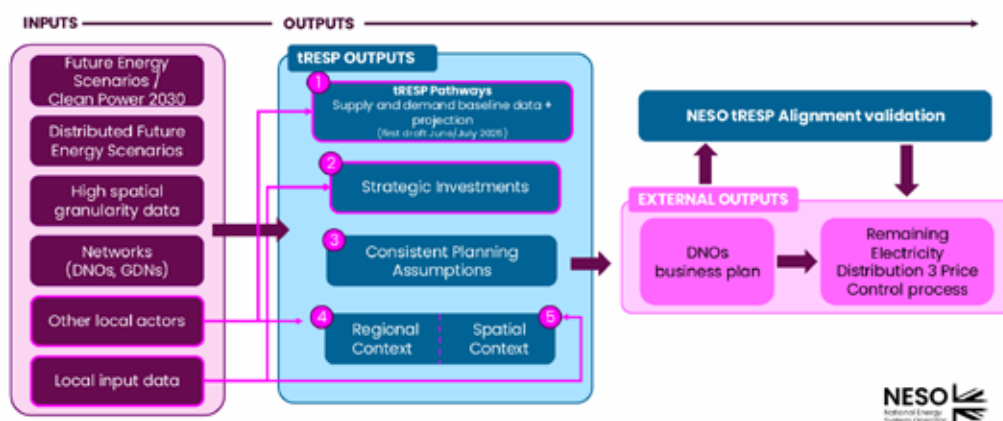 INPUTS
OUTPUTS
Future Energy
Scenarios /
Clean Power 2030
Distributed Future
Energy Scenarios
High spatial
granularity data
Networks
(DNOs, GDNs)
Other local actors
Local input data
tRESP OUTPUTS
1
tRESP Pathways
Supply and demand baseline data +
projection
(first draft June/July 2025)
2
Strategic Investments
3
Consistent Planning
Assumptions
4
Regional
Context
Spatial
Context
5
NESO tRESP Alignment validation
EXTERNAL OUTPUTS
DNOs
business plan
Remaining
Electricity
Distribution 3 Price
Control process
NESO
National Energy
System Operator